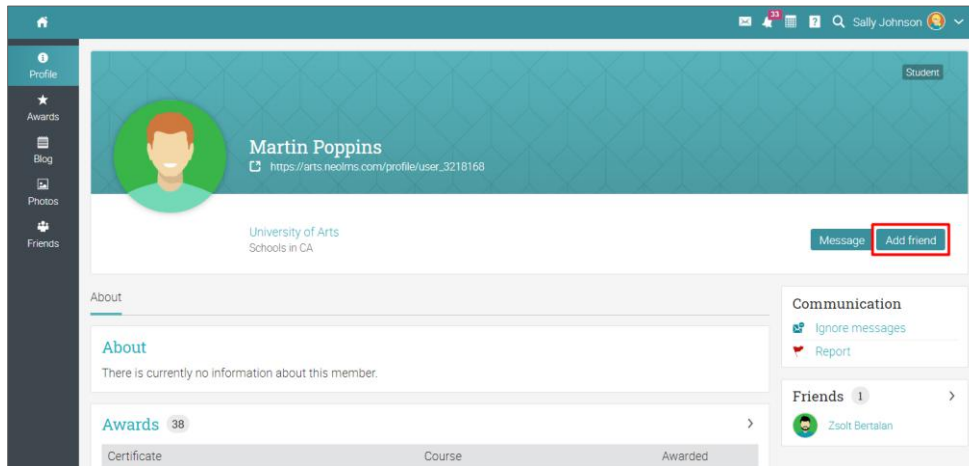 33
Sally Johnson
Profile
Awards
Blog
Photos
Friends
Student
Martin Poppins
https://arts.neolms.com/profile/user_3218168
University of Arts
Schools in CA
Message
Add friend
About
About
There is currently no information about this member.
Awards 38
Certificate Course Awarded
Communication
Ignore messages
Report
Friends 1
Zsolt Bertalan